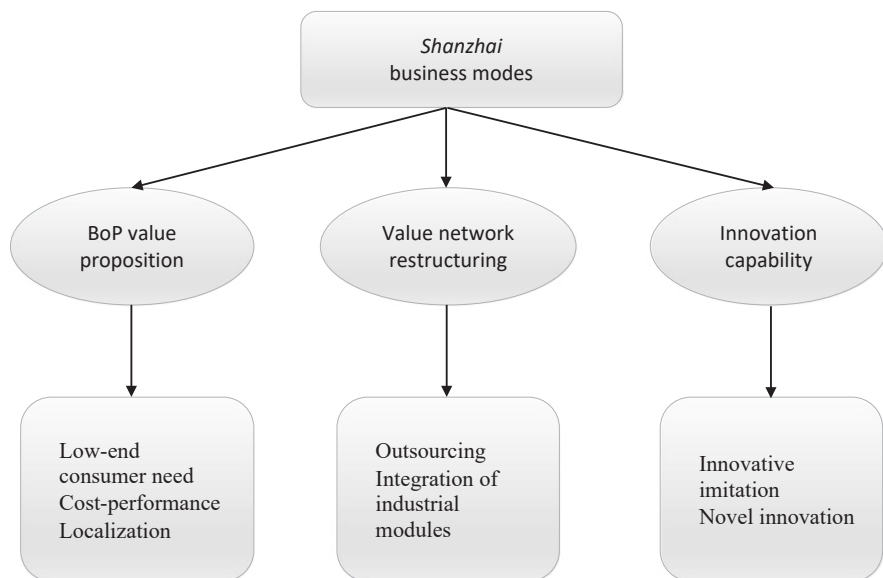 Shanzhai
business modes
BoP value
proposition
Value network
restructuring
Innovation
capability
Low-end
consumer need
Cost-performance
Localization
Outsourcing
Integration of
industrial
modules
Innovative
imitation
Novel innovation